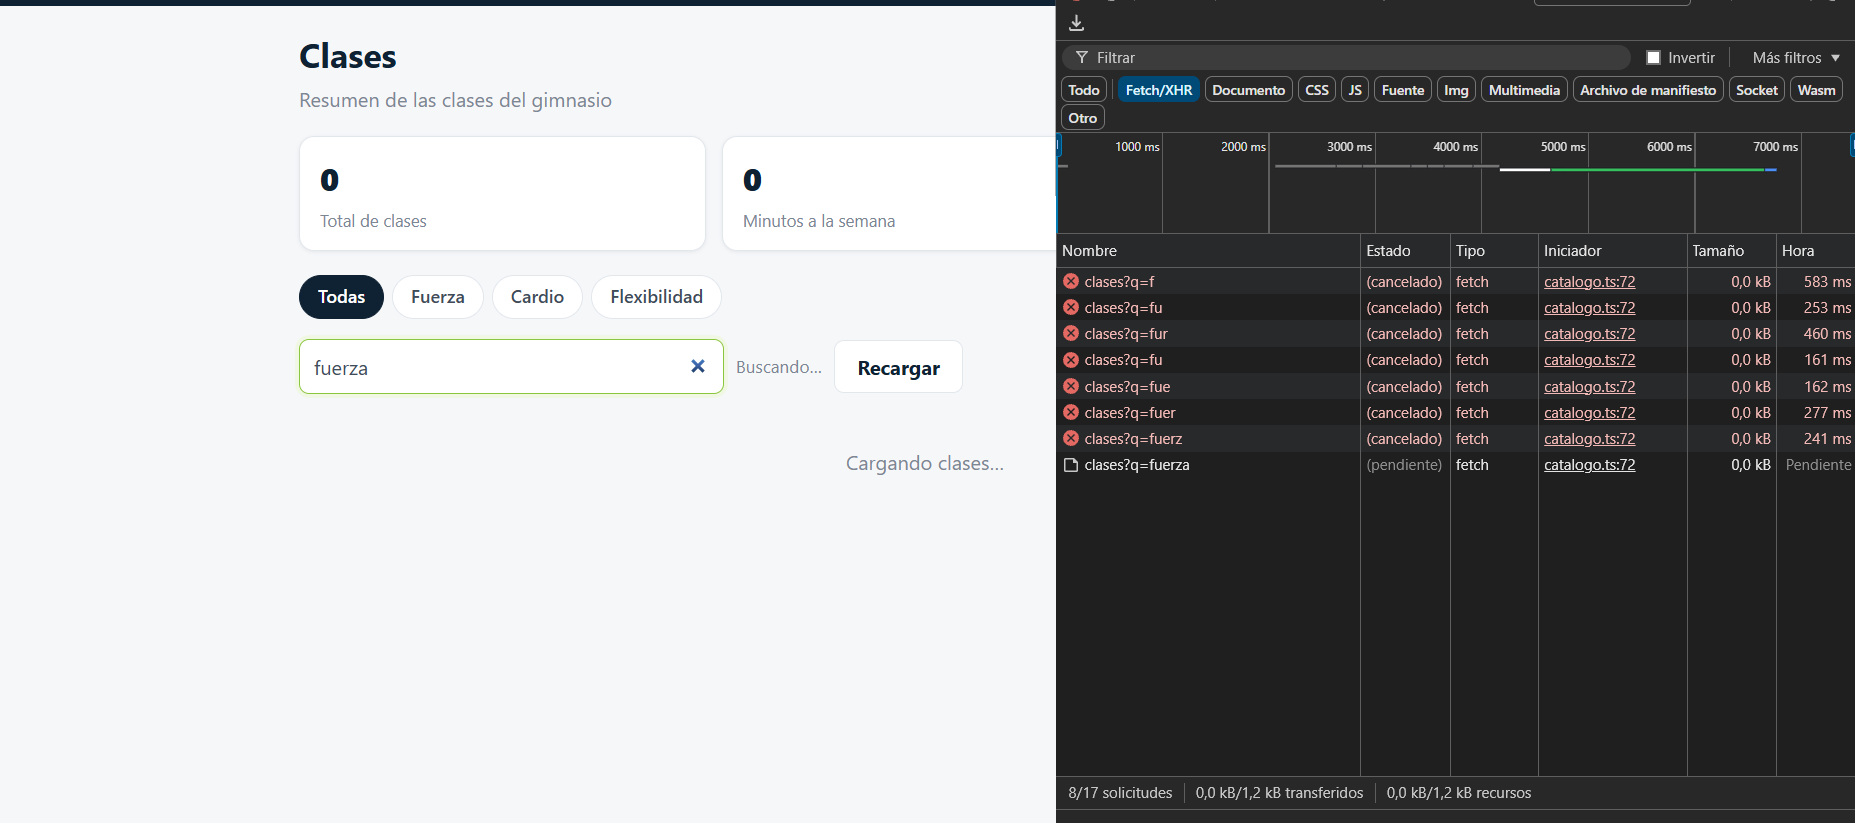 Clases
Resumen de las clases del gimnasio
0
Total de clases
0
Minutos a la semana
Todas
Fuerza
Cardio
Flexibilidad
fuerza
Buscando...
Recargar
Cargando clases...
Filtrar
Invertir
Más filtros
Todo
Fetch/XHR
Documento
CSS
JS
Fuente
Img
Multimedia
Archivo de manifiesto
Socket
Wasm
Otro
1000 ms
2000 ms
3000 ms
4000 ms
5000 ms
6000 ms
7000 ms
Nombre Estado Tipo Iniciador Tamaño Hora
clases?q=f (cancelado) fetch catalogo.ts:72 0,0 kB 583 ms
clases?q=fu (cancelado) fetch catalogo.ts:72 0,0 kB 253 ms
clases?q=fur (cancelado) fetch catalogo.ts:72 0,0 kB 460 ms
clases?q=fu (cancelado) fetch catalogo.ts:72 0,0 kB 161 ms
clases?q=fue (cancelado) fetch catalogo.ts:72 0,0 kB 162 ms
clases?q=fuer (cancelado) fetch catalogo.ts:72 0,0 kB 277 ms
clases?q=fuerz (cancelado) fetch catalogo.ts:72 0,0 kB 241 ms
clases?q=fuerza (pendiente) fetch catalogo.ts:72 0,0 kB Pendiente
8/17 solicitudes
0,0 kB/1,2 kB transferidos
0,0 kB/1,2 kB recursos